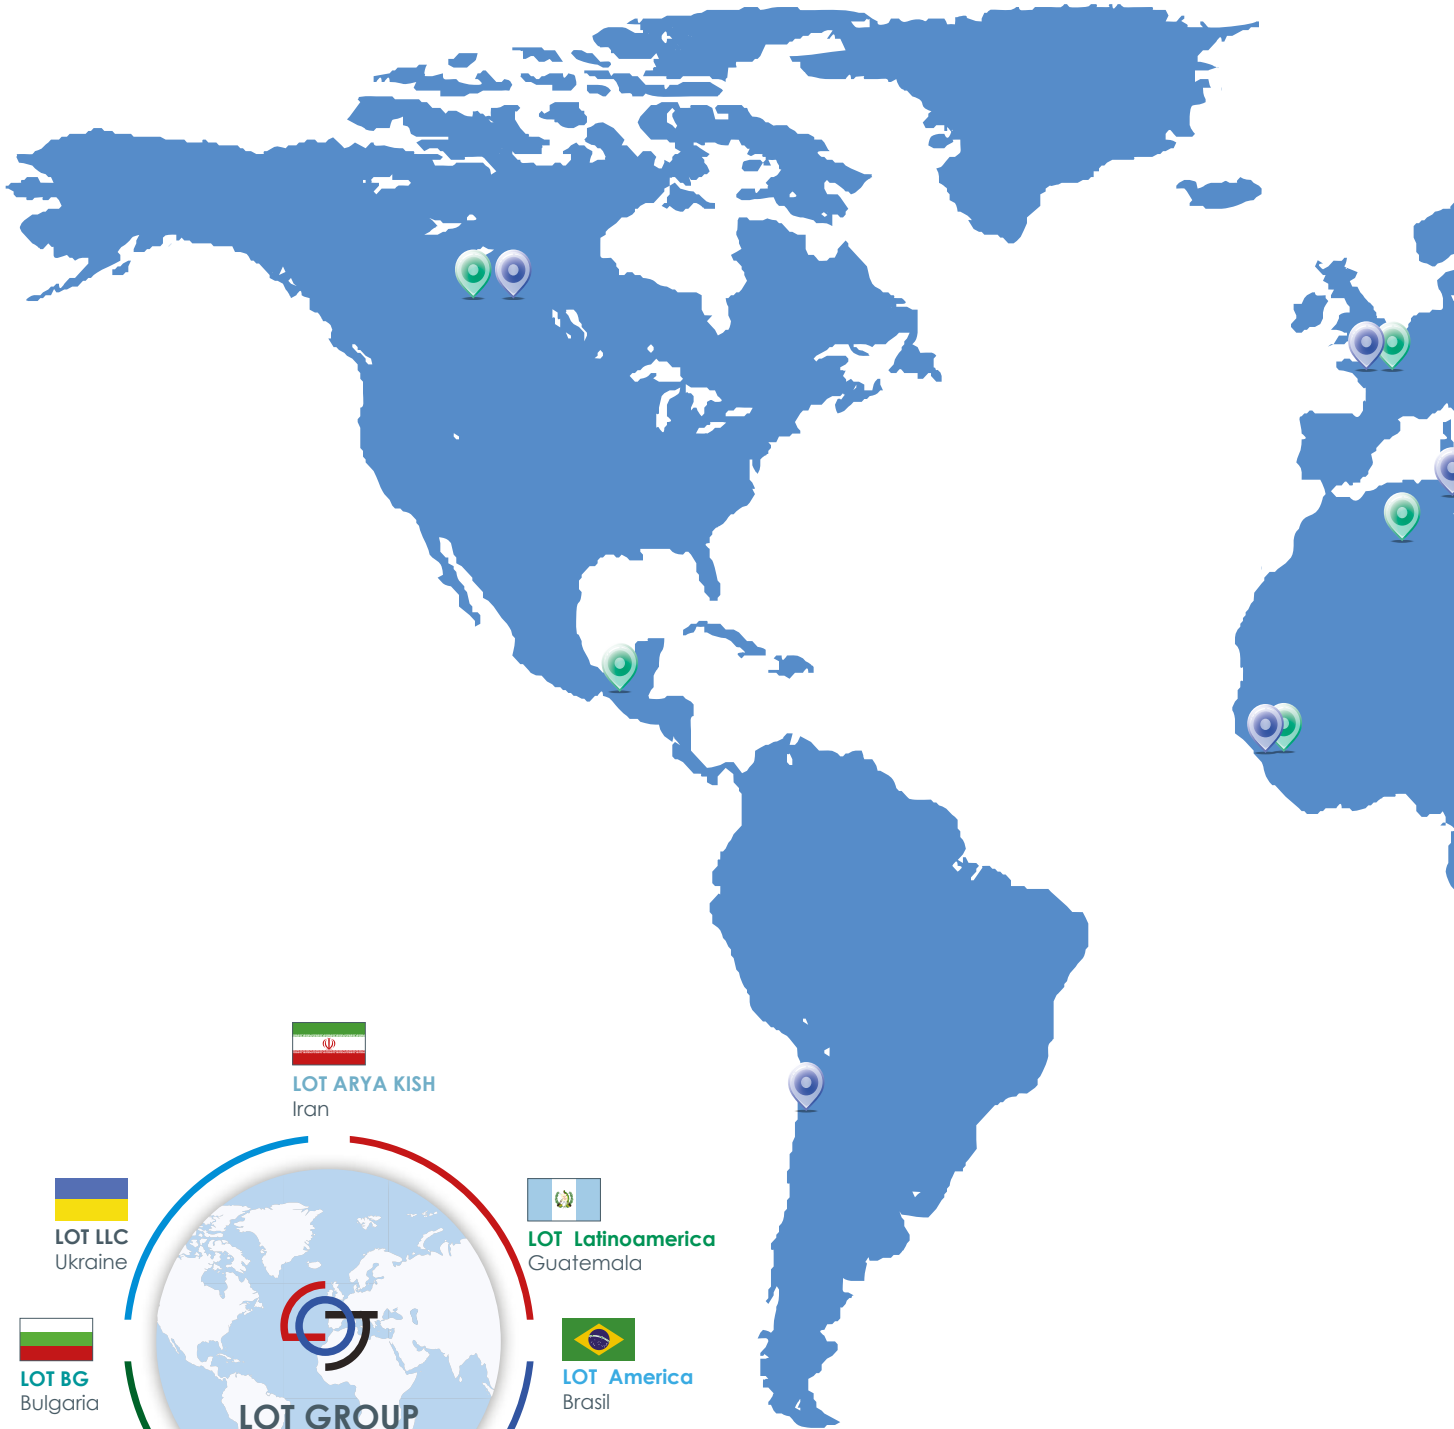 LOT ARYA KISH
Iran
LOT LLC
Ukraine
LOT Latinoamerica
Guatemala
LOT BG
Bulgaria
LOT America
Brasil
LOT GROUP